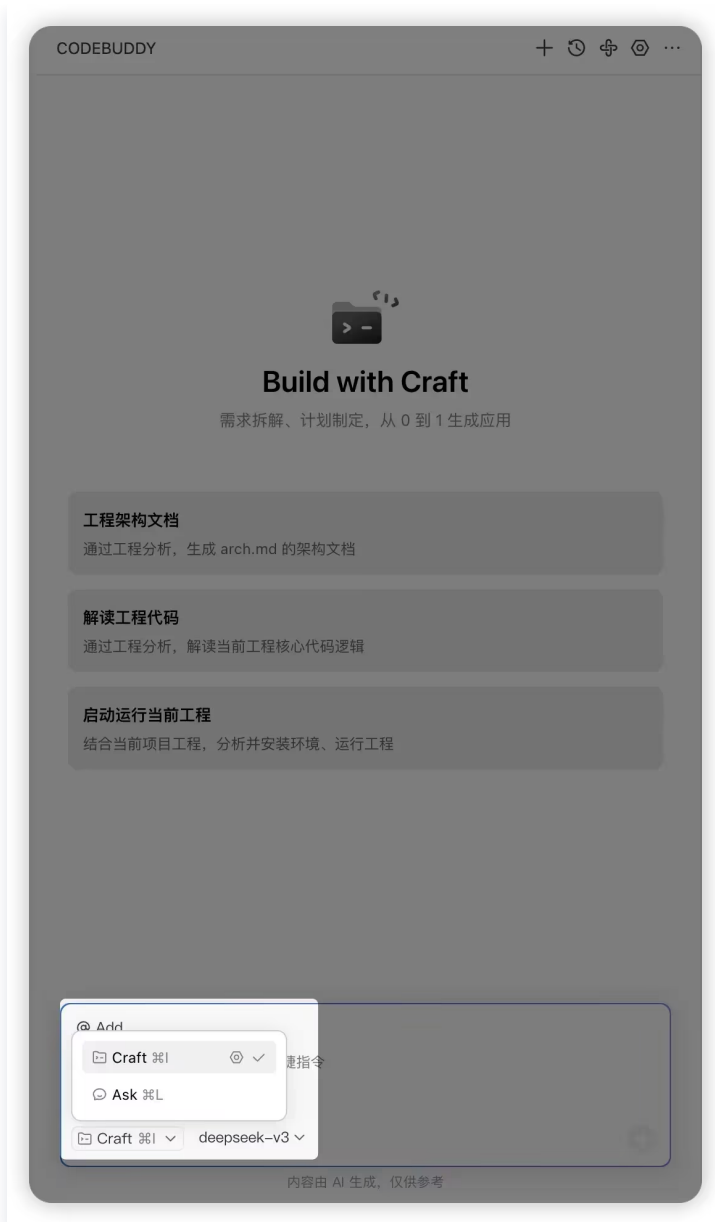 CODEBUDDY
Build with Craft
需求拆解、计划制定，从 0 到 1 生成应用
工程架构文档
通过工程分析，生成 arch.md 的架构文档
解读工程代码
通过工程分析，解读当前工程核心代码逻辑
启动运行当前工程
结合当前项目工程，分析并安装环境、运行工程
@ Add
Craft ⌘I
捷指令
Ask ⌘L
Craft ⌘I deepseek-v3
内容由 AI 生成，仅供参考